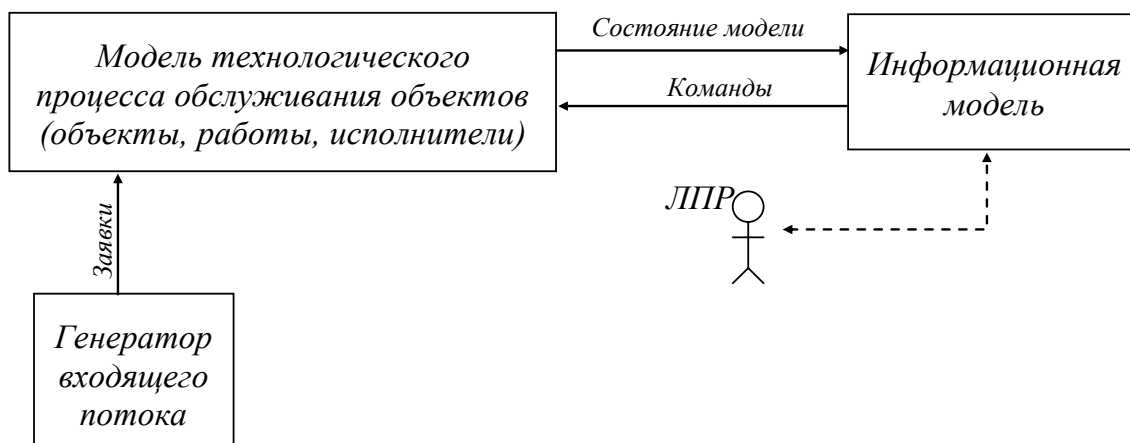 Модель технологического
процесса обслуживания объектов
(объекты, работы, исполнители)
Состояние модели
Команды
Информационная
модель
ЛПР
Заявки
Генератор
входящего
потока